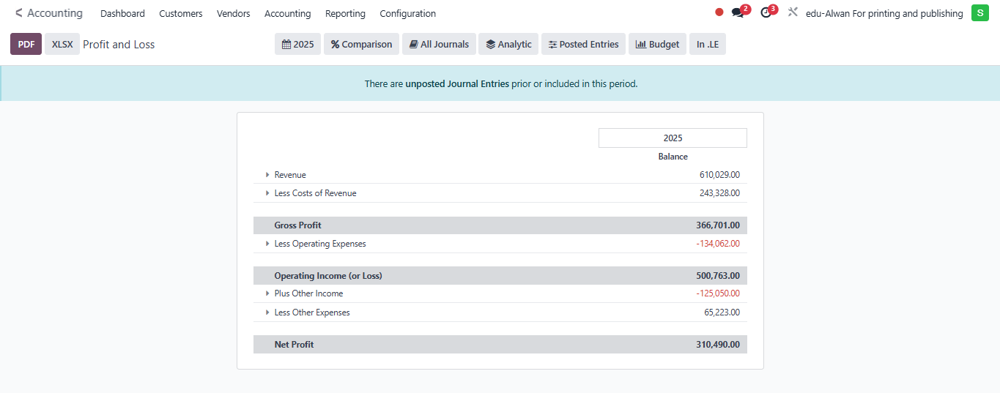 < Accounting Dashboard Customers Vendors Accounting Reporting Configuration 2 3 edu-Alwan For printing and publishing S
PDF XLSX Profit and Loss 2025 % Comparison All Journals Analytic Posted Entries Budget In .LE
There are unposted Journal Entries prior or included in this period.
2025
Balance
Revenue 610,029.00
Less Costs of Revenue 243,328.00
Gross Profit 366,701.00
Less Operating Expenses -134,062.00
Operating Income (or Loss) 500,763.00
Plus Other Income -125,050.00
Less Other Expenses 65,223.00
Net Profit 310,490.00